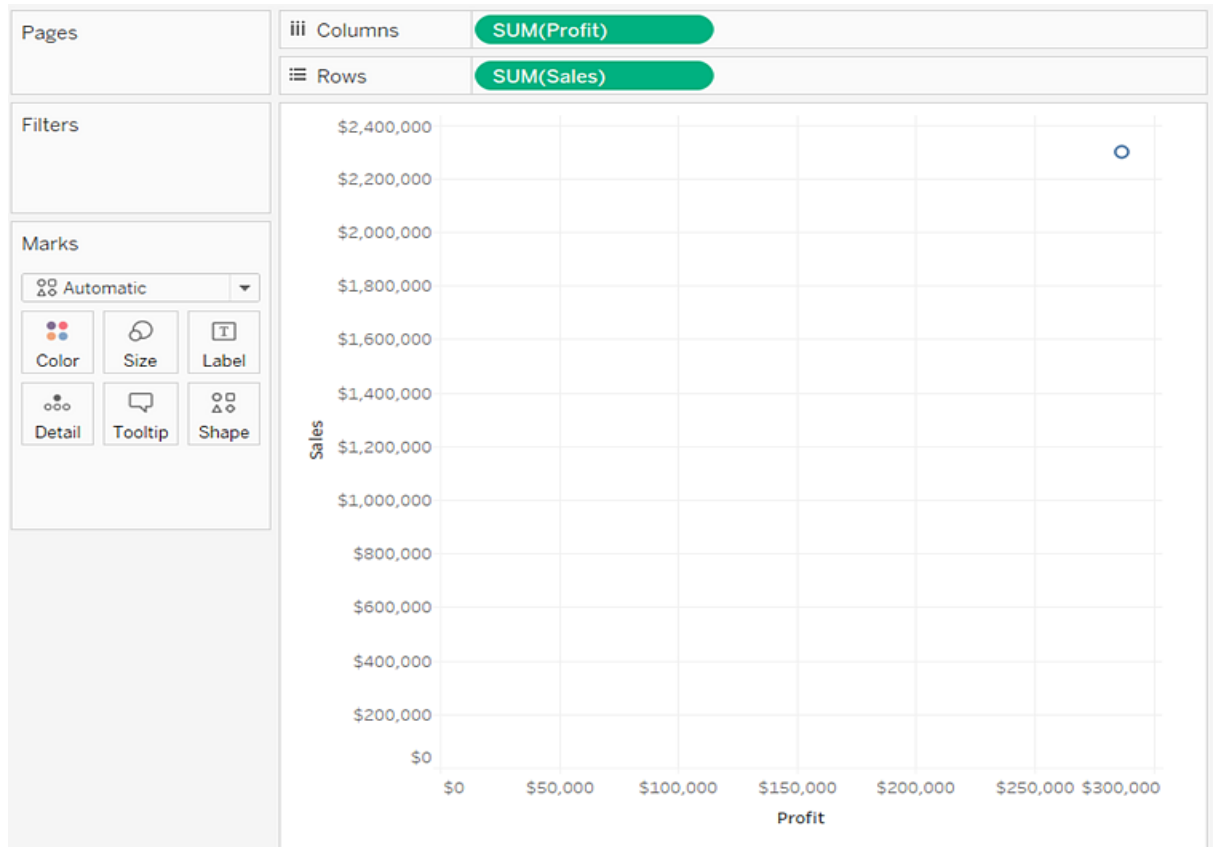 Pages
iii Columns SUM(Profit)
Rows SUM(Sales)
Filters
Marks
Automatic
Color Size Label
Detail Tooltip Shape
$2,400,000
$2,200,000
$2,000,000
$1,800,000
$1,600,000
$1,400,000
$1,200,000
$1,000,000
$800,000
$600,000
$400,000
$200,000
$0
Sales
$0 $50,000 $100,000 $150,000 $200,000 $250,000 $300,000
Profit